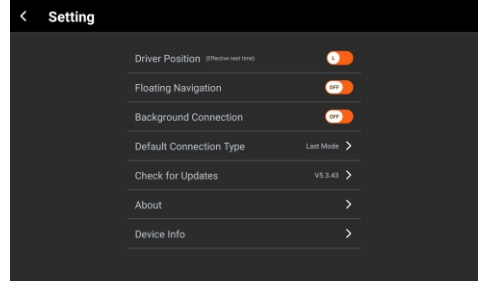 Setting
Driver Position (Effective next time) L
Floating Navigation OFF
Background Connection OFF
Default Connection Type Last Mode
Check for Updates V5.3.43
About
Device Info